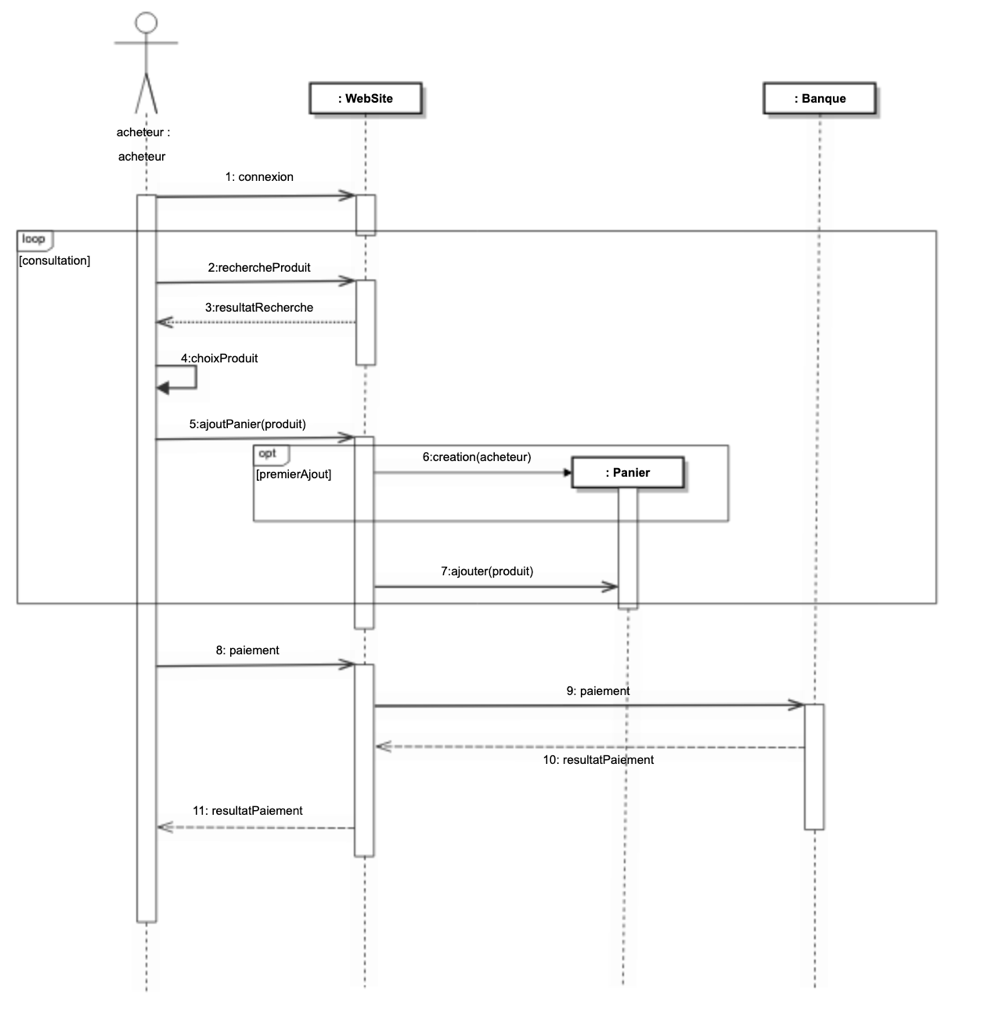 : WebSite
: Banque
acheteur :
acheteur
1: connexion
loop
[consultation]
2:rechercheProduit
3:resultatRecherche
4:choixProduit
5:ajoutPanier(produit)
opt
[premierAjout]
6:creation(acheteur)
: Panier
7:ajouter(produit)
8: paiement
9: paiement
10: resultatPaiement
11: resultatPaiement